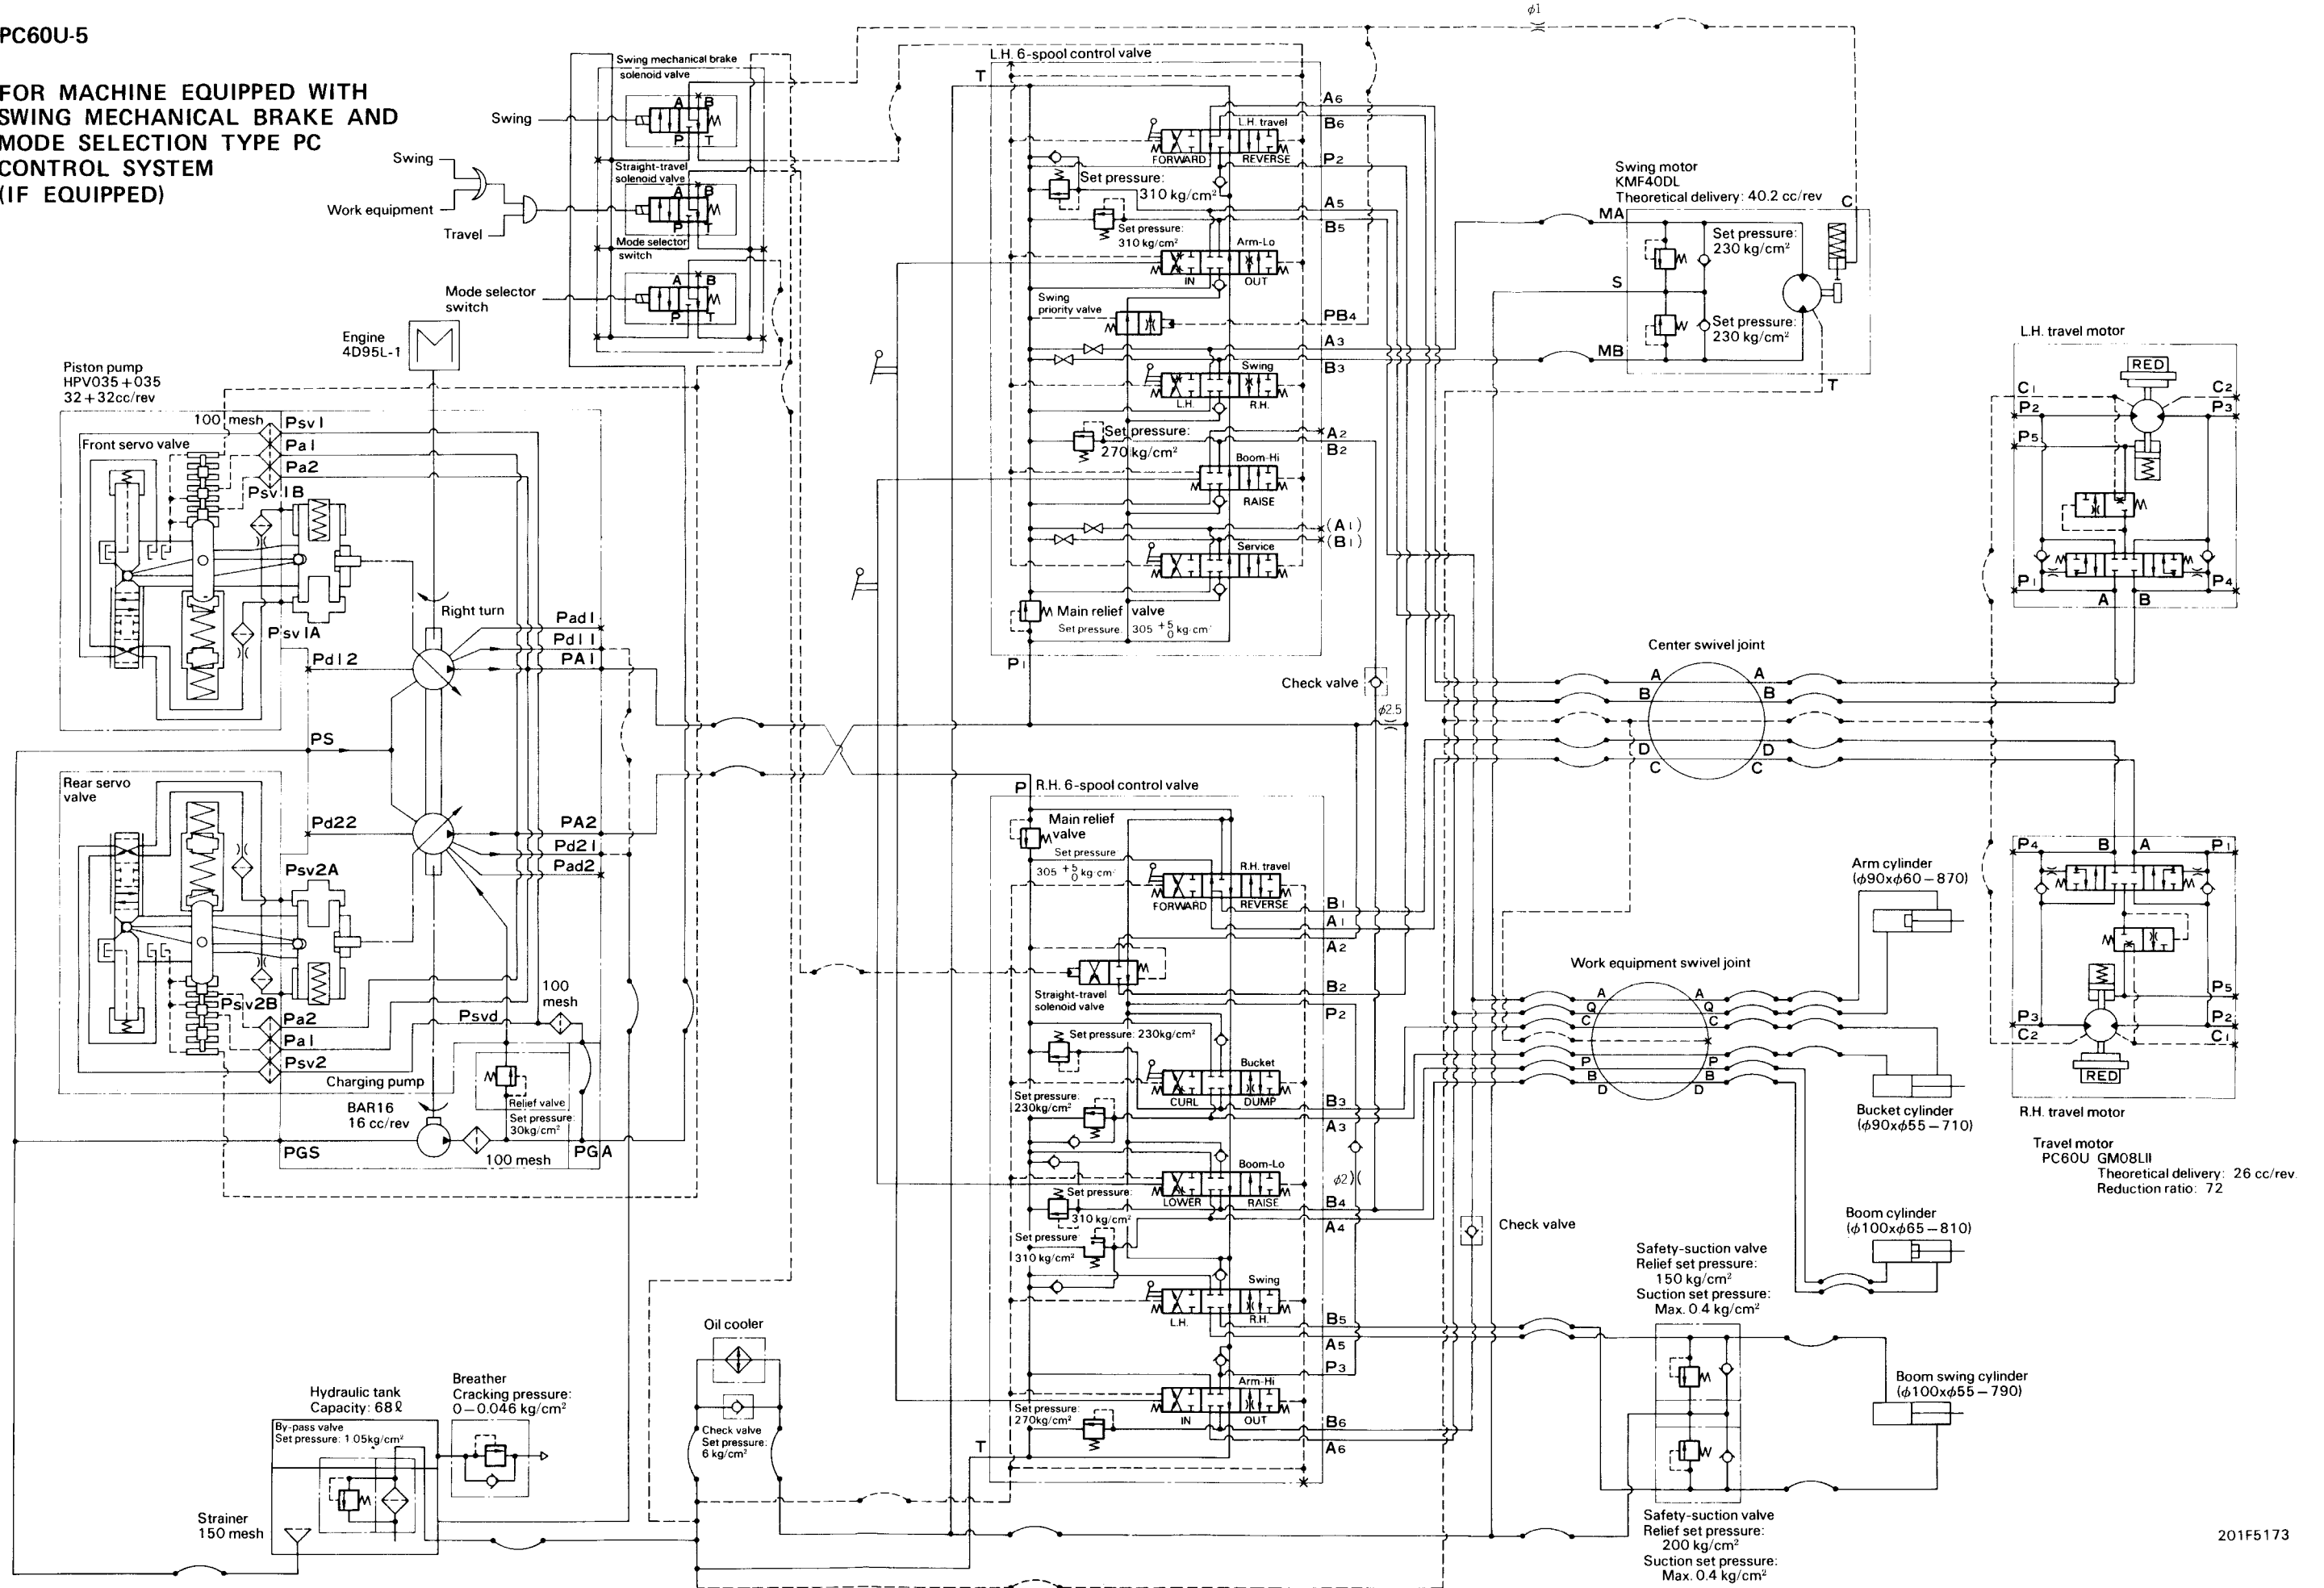 PC60U-5
FOR MACHINE EQUIPPED WITH
SWING MECHANICAL BRAKE AND
MODE SELECTION TYPE PC
CONTROL SYSTEM
(IF EQUIPPED)
Swing mechanical brake
solenoid valve
A B
P T
Swing
Swing
Work equipment
Travel
Straight-travel
solenoid valve
A B
P T
Mode selector
switch
A B
P T
Mode selector
switch
Engine
4D95L-1
Piston pump
HPV035+035
32+32cc/rev
100 mesh
Front servo valve
Psv1
Pa1
Pa2
Psv1B
Psv1A
Right turn
Pad1
Pd11
PA1
Pd12
PS
Rear servo
valve
Pd22
PA2
Pd21
Pad2
Psv2A
Psv2B
Pa2
Pa1
Psv2
Psvd
100
mesh
Charging pump
BAR16
16 cc/rev
Relief valve
Set pressure:
30kg/cm²
PGS
100 mesh
PGA
L.H. 6-spool control valve
T
L.H. travel
FORWARD REVERSE
A6
B6
P2
Set pressure:
310 kg/cm²
A5
B5
Set pressure:
310 kg/cm²
Arm-Lo
IN OUT
Swing
priority valve
PB4
A3
B3
Swing
L.H. R.H.
Set pressure:
270kg/cm²
A2
B2
Boom-Hi
RAISE
(A1)
(B1)
Service
Main relief valve
Set pressure: 305 +5 0 kg/cm²
P1
φ1
Swing motor
KMF40DL
Theoretical delivery: 40.2 cc/rev
C
MA
Set pressure:
230 kg/cm²
S
Set pressure:
230 kg/cm²
MB
T
Check valve
φ2.5
P
R.H. 6-spool control valve
Main relief
valve
Set pressure
305 +5 0 kg/cm²
R.H. travel
FORWARD REVERSE
B1
A1
A2
Straight-travel
solenoid valve
B2
P2
Set pressure: 230kg/cm²
Bucket
CURL DUMP
Set pressure:
230kg/cm²
B3
A3
Boom-Lo
φ2
LOWER RAISE
Set pressure:
310 kg/cm²
B4
A4
Set pressure:
310 kg/cm²
Swing
L.H. R.H.
B5
A5
P3
Arm-Hi
IN OUT
Set pressure:
270kg/cm²
B6
A6
T
Center swivel joint
A A
B B
D D
C C
L.H. travel motor
RED
C1 C2
P2 P3
P5
P1 P4
A B
P4 B A P1
P5
P3 P2
C2 C1
RED
R.H. travel motor
Travel motor
PC60U GM08LII
Theoretical delivery: 26 cc/rev.
Reduction ratio: 72
Arm cylinder
(φ90xφ60−870)
Work equipment swivel joint
A A
Q Q
C C
P P
B B
D D
Bucket cylinder
(φ90xφ55−710)
Check valve
Boom cylinder
(φ100xφ65−810)
Safety-suction valve
Relief set pressure:
150 kg/cm²
Suction set pressure:
Max. 0.4 kg/cm²
Boom swing cylinder
(φ100xφ55−790)
Safety-suction valve
Relief set pressure:
200 kg/cm²
Suction set pressure:
Max. 0.4 kg/cm²
Oil cooler
Check valve
Set pressure:
6 kg/cm²
Breather
Cracking pressure:
0−0.046 kg/cm²
Hydraulic tank
Capacity: 68ℓ
By-pass valve
Set pressure: 1.05kg/cm²
Strainer
150 mesh
201F5173